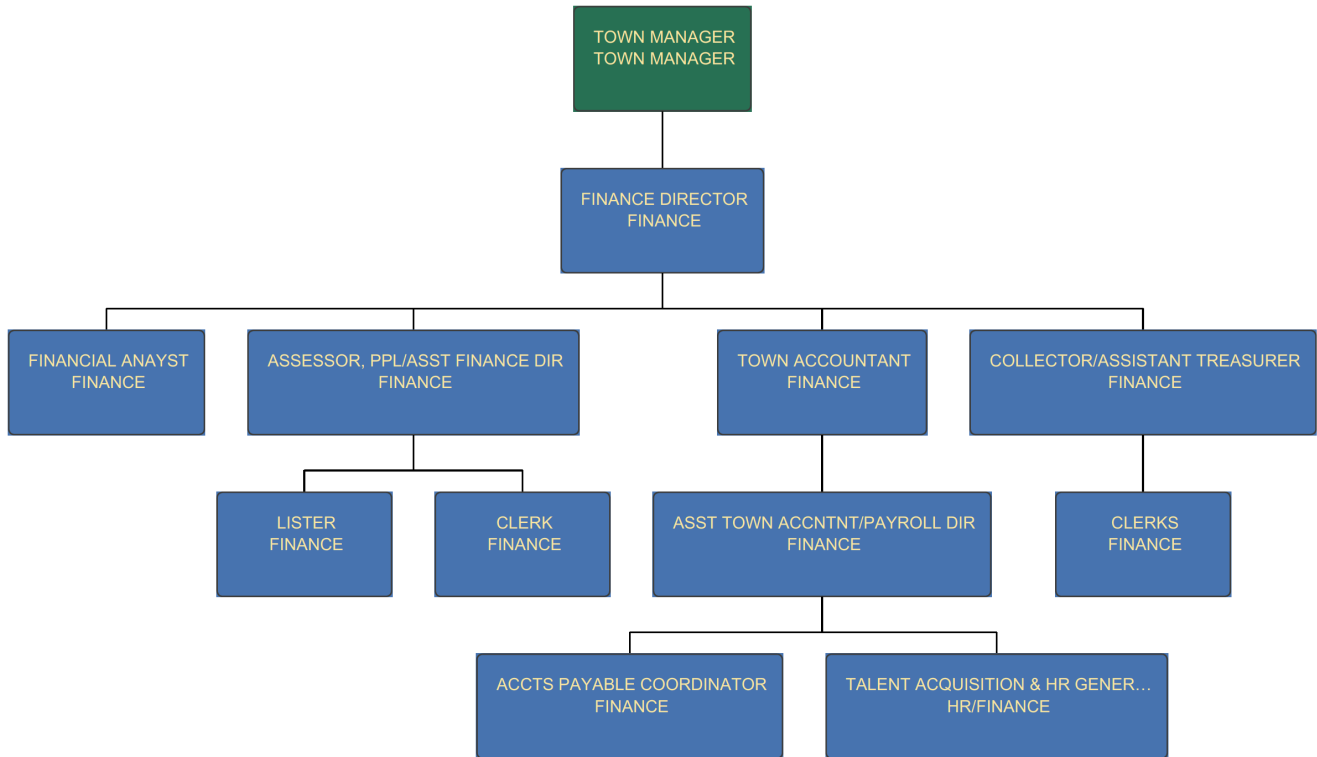 TOWN MANAGER
TOWN MANAGER
FINANCE DIRECTOR
FINANCE
FINANCIAL ANAYST
FINANCE
ASSESSOR, PPL/ASST FINANCE DIR
FINANCE
TOWN ACCOUNTANT
FINANCE
COLLECTOR/ASSISTANT TREASURER
FINANCE
LISTER
FINANCE
CLERK
FINANCE
ASST TOWN ACCNTNT/PAYROLL DIR
FINANCE
CLERKS
FINANCE
ACCTS PAYABLE COORDINATOR
FINANCE
TALENT ACQUISITION & HR GENER…
HR/FINANCE